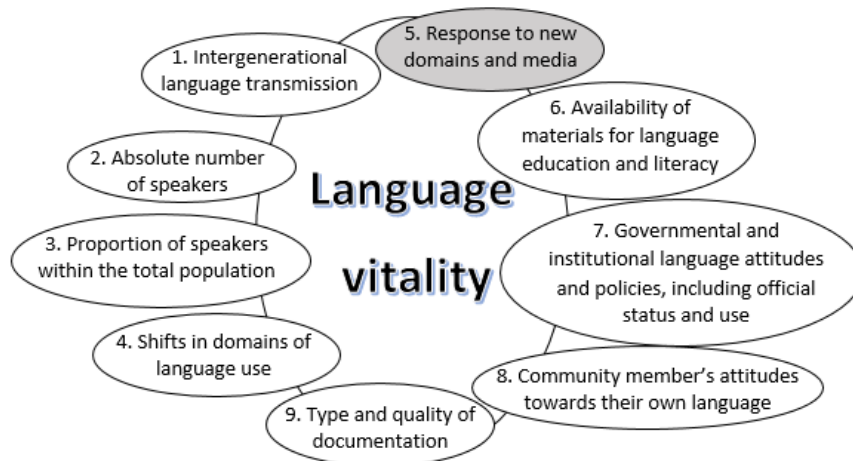 1. Intergenerational
language transmission
2. Absolute number
of speakers
3. Proportion of speakers
within the total population
4. Shifts in domains of
language use
5. Response to new
domains and media
6. Availability of
materials for language
education and literacy
7. Governmental and
institutional language attitudes
and policies, including official
status and use
8. Community member’s attitudes
towards their own language
9. Type and quality of
documentation
Language
vitality